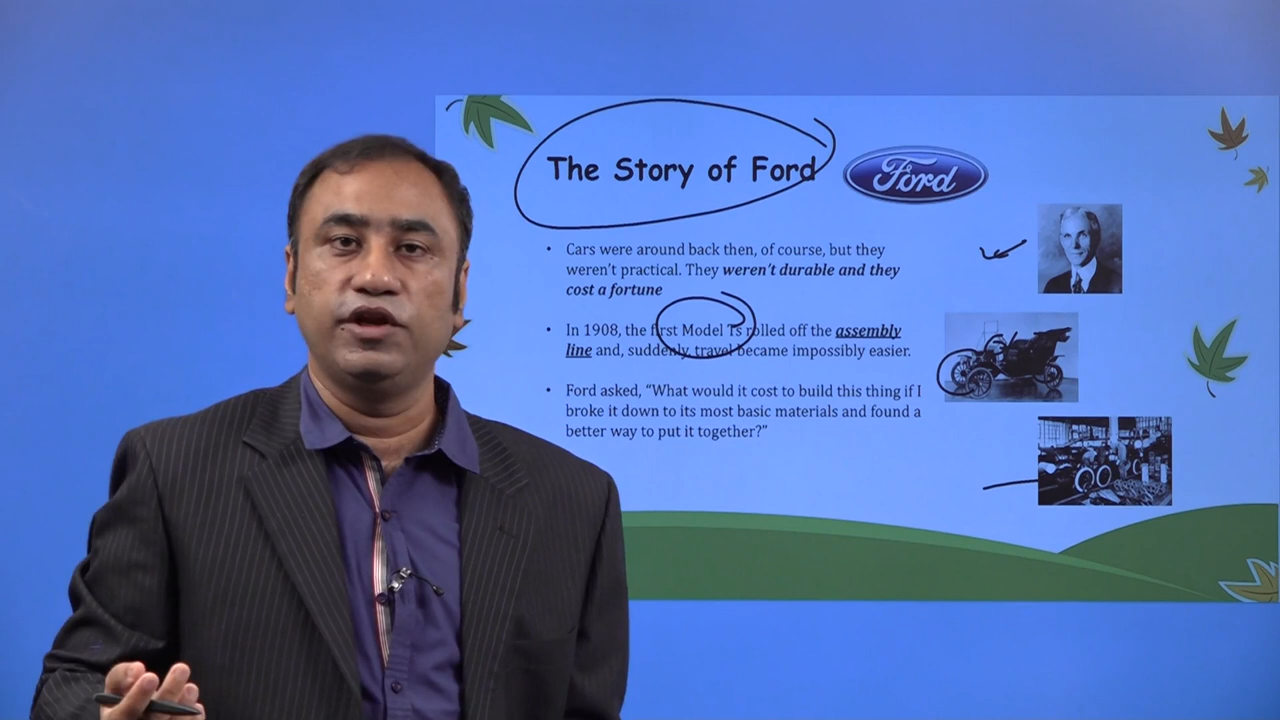 The Story of Ford
Ford
• Cars were around back then, of course, but they
weren't practical. They weren't durable and they
cost a fortune
• In 1908, the first Model Ts rolled off the assembly
line and, suddenly, travel became impossibly easier.
• Ford asked, “What would it cost to build this thing if I
broke it down to its most basic materials and found a
better way to put it together?”